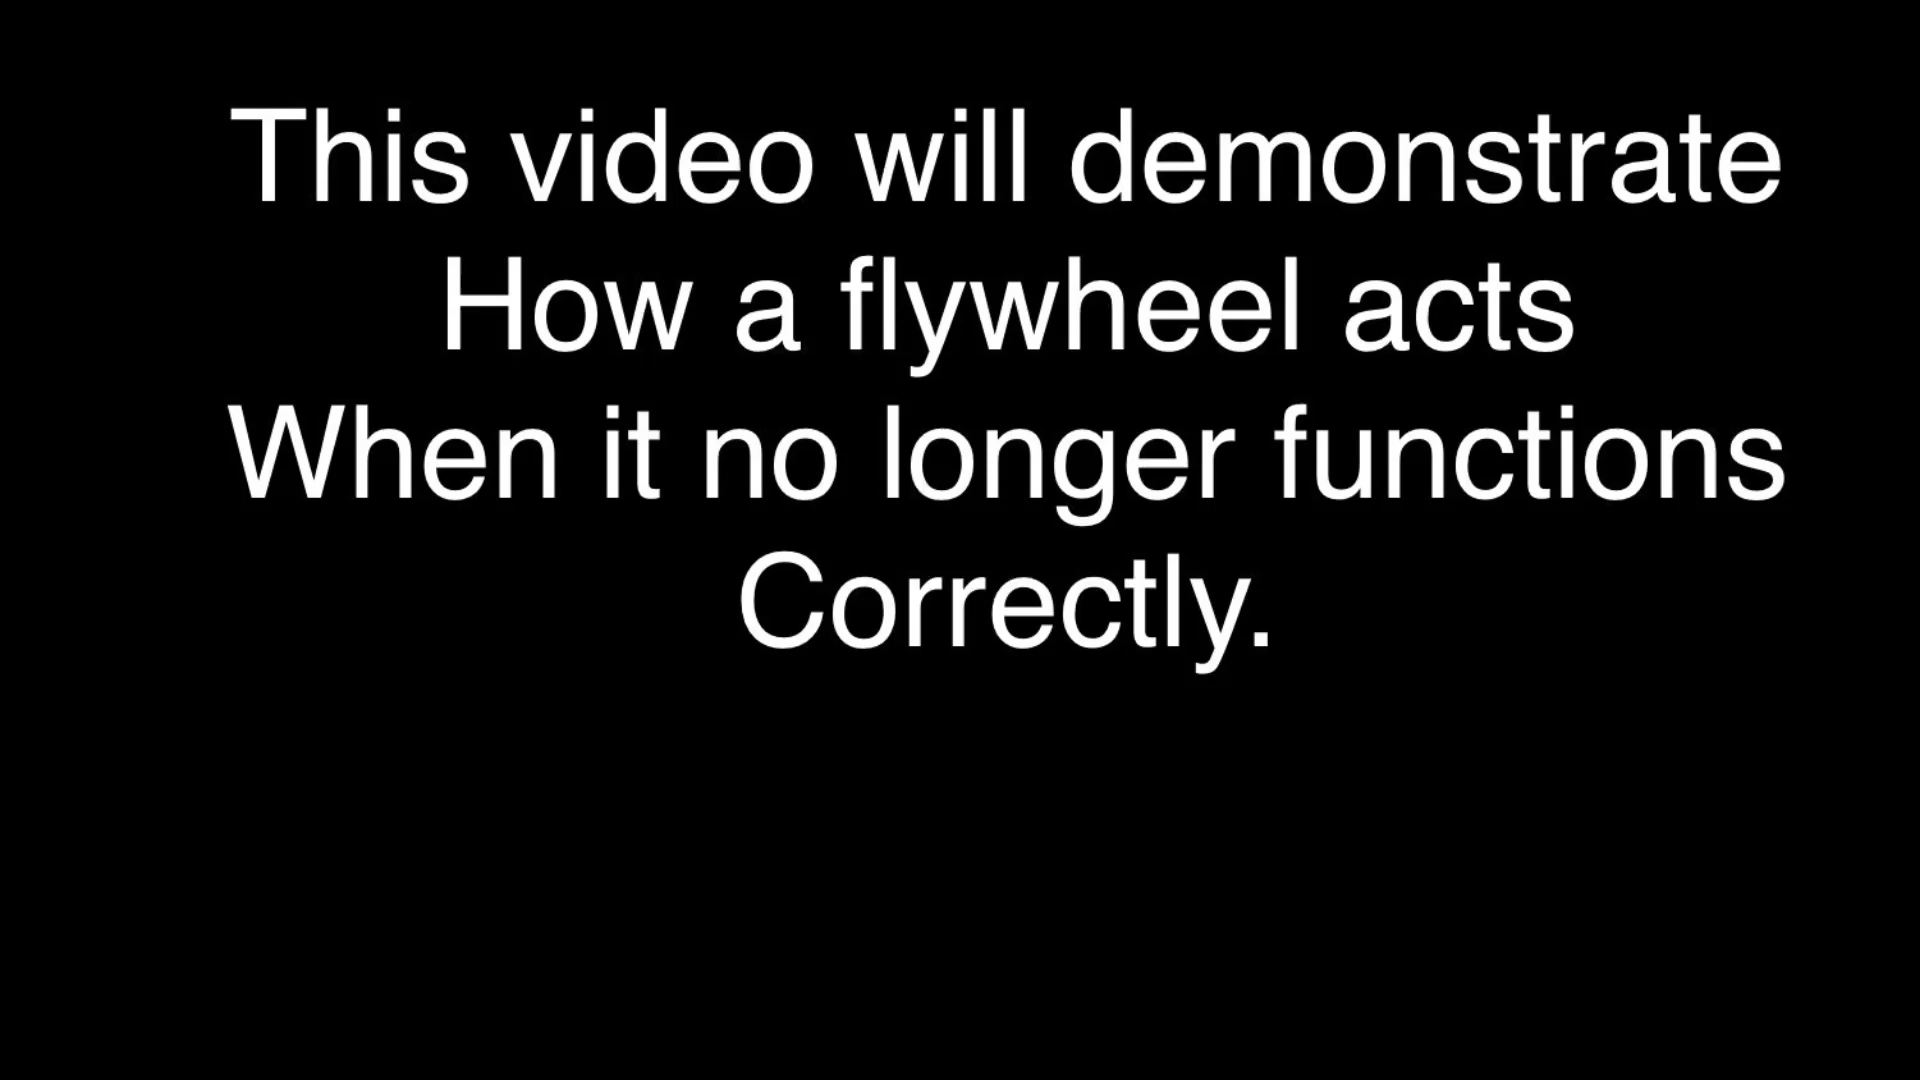 This video will demonstrate
How a flywheel acts
When it no longer functions
Correctly.